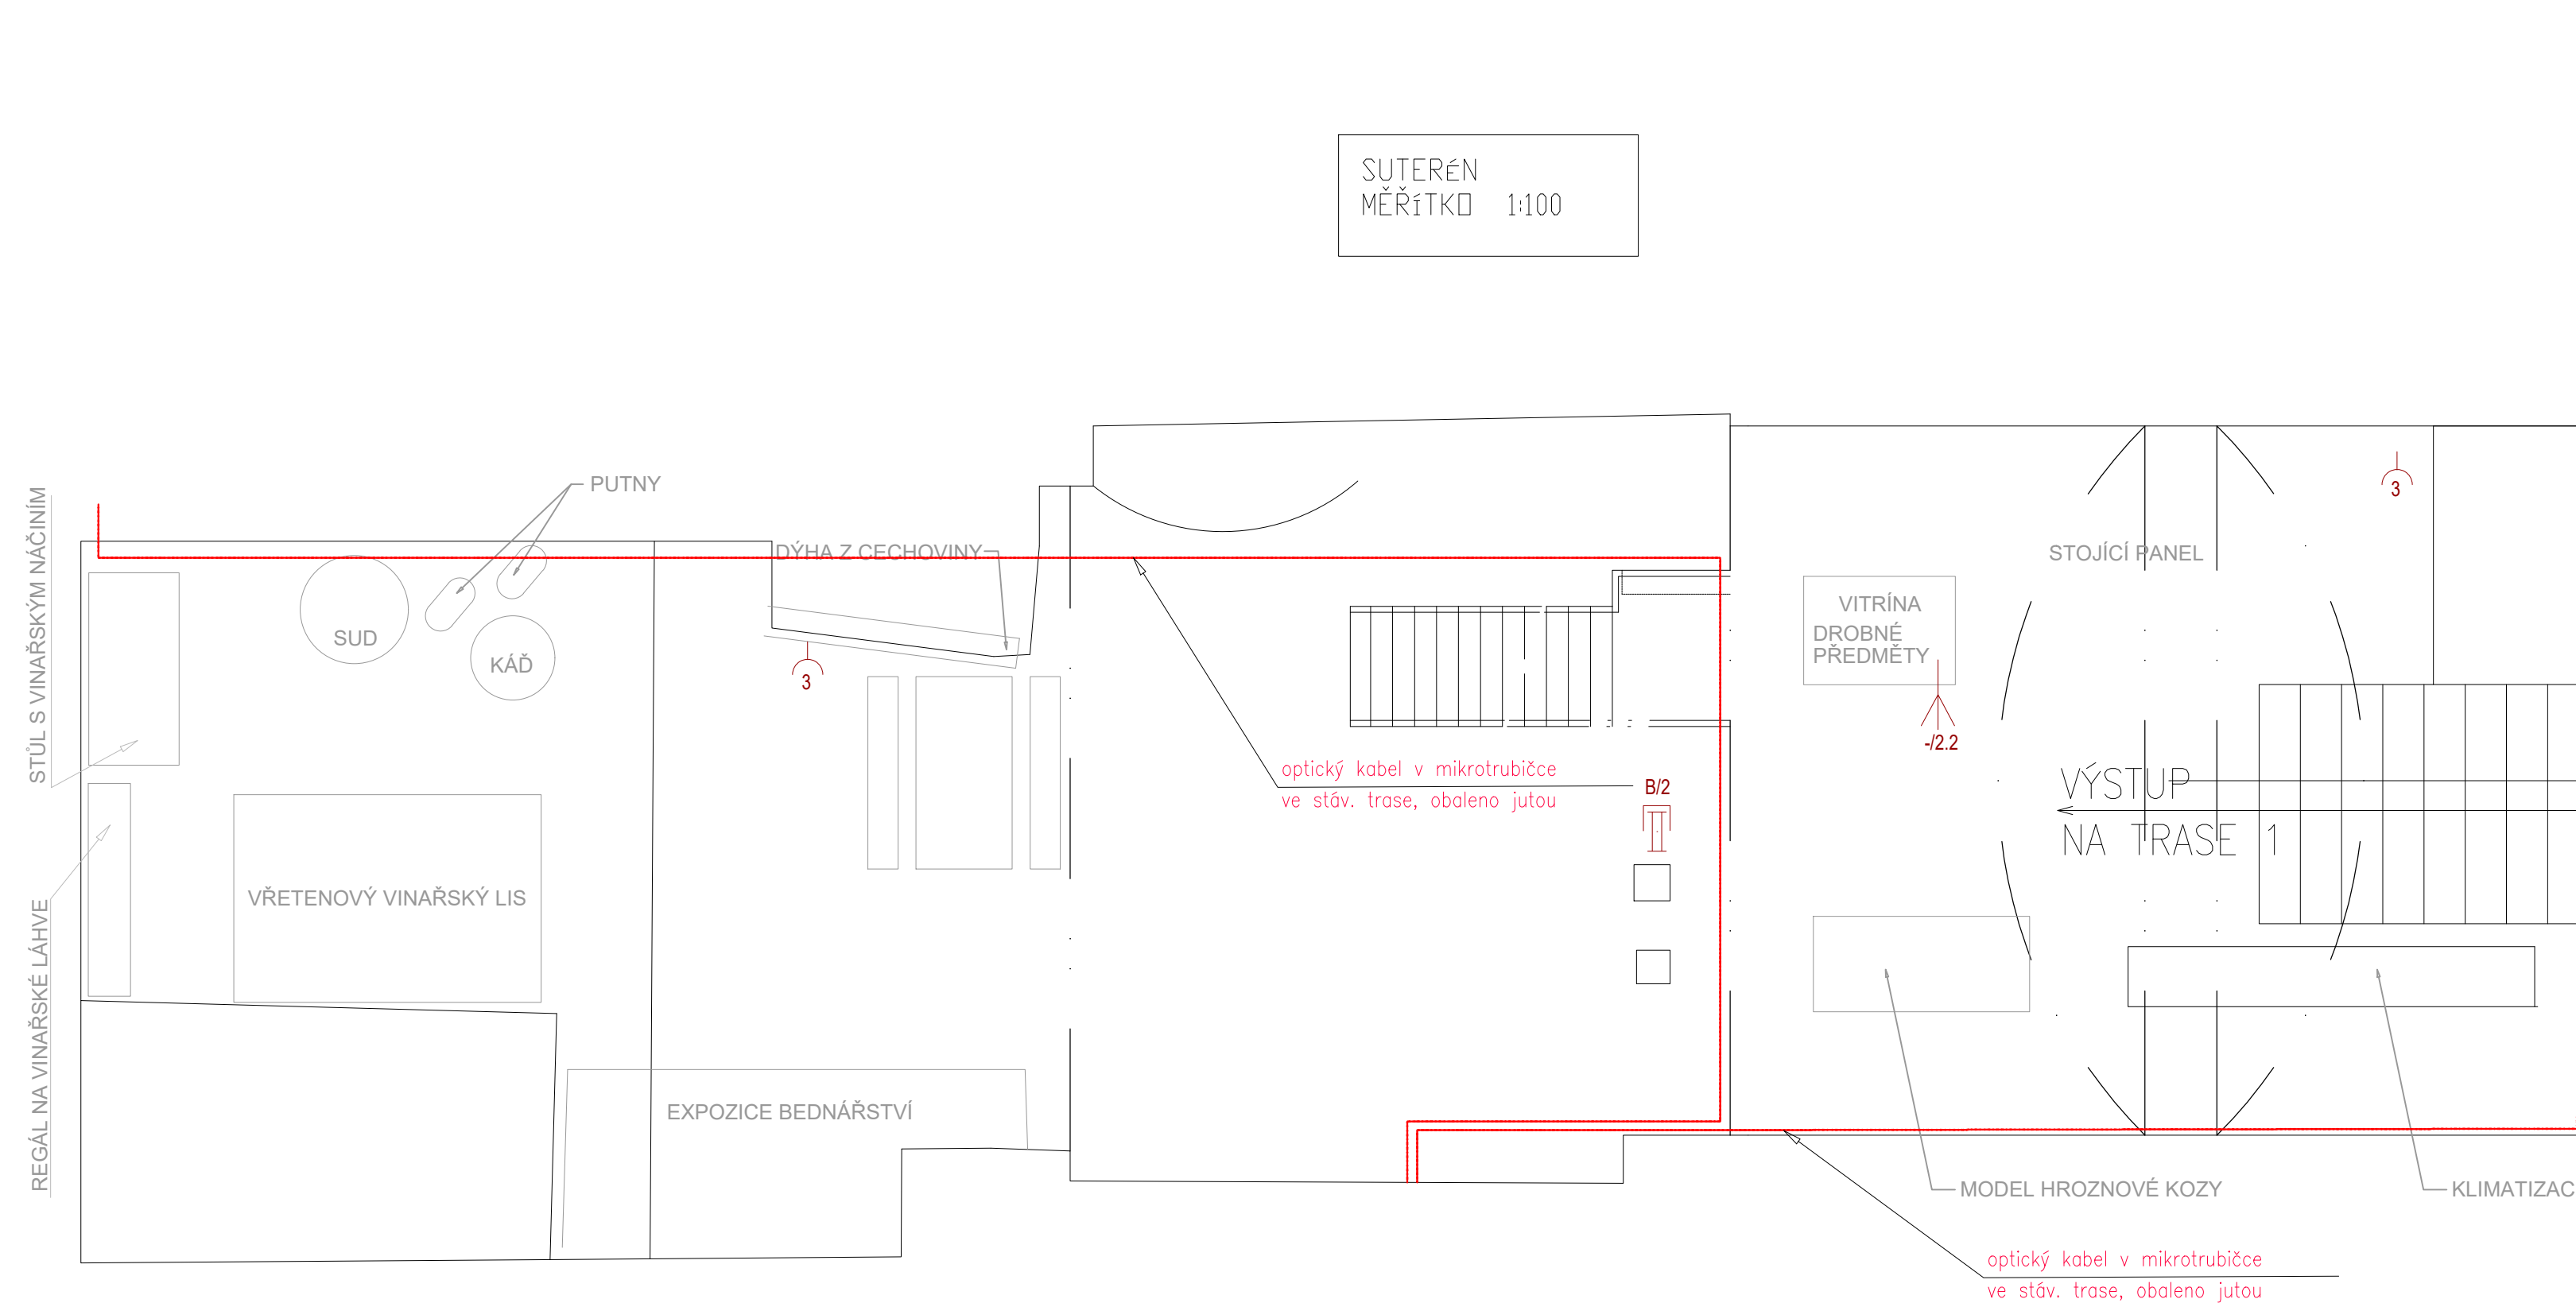 SUTERéN
MĚŘíTKO 1:100
STŮL S VINAŘSKÝM NÁČINÍM
PUTNY
SUD
KÁĎ
DÝHA Z CECHOVINY
3
3
STOJÍCÍ PANEL
VITRÍNA
DROBNÉ
PŘEDMĚTY
-/2.2
optický kabel v mikrotrubičce
ve stáv. trase, obaleno jutou
B/2
VÝSTUP
NA TRASE 1
REGÁL NA VINAŘSKÉ LÁHVE
VŘETENOVÝ VINAŘSKÝ LIS
EXPOZICE BEDNÁŘSTVÍ
MODEL HROZNOVÉ KOZY
KLIMATIZAC
optický kabel v mikrotrubičce
ve stáv. trase, obaleno jutou